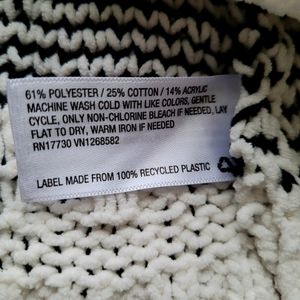 61% POLYESTER / 25% COTTON / 14% ACRYLIC
MACHINE WASH COLD WITH LIKE COLORS, GENTLE
CYCLE, ONLY NON-CHLORINE BLEACH IF NEEDED, LAY
FLAT TO DRY, WARM IRON IF NEEDED
RN17730 VN1268582
LABEL MADE FROM 100% RECYCLED PLASTIC